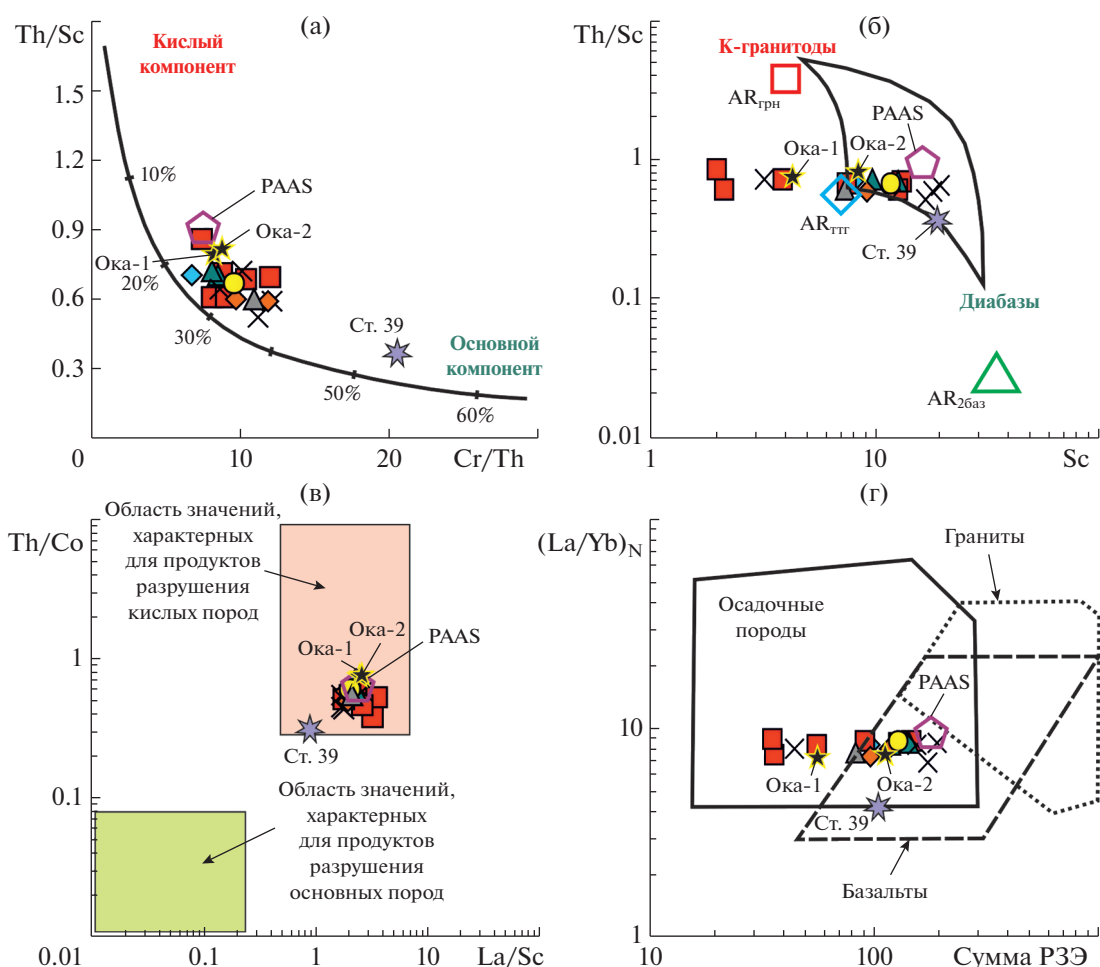 (а)
Th/Sc
Кислый
компонент
1.5
1.2
0.9
0.6
0.3
10%
20%
30%
50%
60%
PAAS
Ока-2
Ока-1
Ст. 39
Основной
компонент
0
10
20
Cr/Th
(б)
Th/Sc
К-гранитоды
ARгрн
PAAS
Ока-1
Ока-2
ARттг
Ст. 39
Диабазы
AR2баз
1
0.1
0.01
1
10
Sc
(в)
Th/Co
Область значений,
характерных
для продуктов
разрушения
кислых пород
Ока-2
Ока-1
PAAS
Ст. 39
Область значений,
характерных
для продуктов
разрушения
основных пород
1
0.1
0.01
0.1
1
La/Sc
10
(г)
(La/Yb)N
Граниты
Осадочные
породы
PAAS
Ока-1
Ока-2
Ст. 39
Базальты
10
1
10
100
Сумма РЗЭ